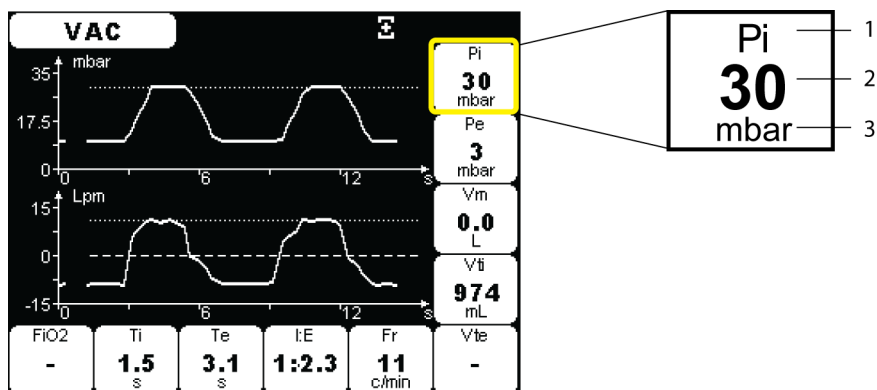 VAC
mbar
35
17.5
0
0
6
12
s
Lpm
15
0
-15
0
6
12
s
Pi
30
mbar
Pe
3
mbar
Vm
0.0
L
Vti
974
mL
FiO2
-
Ti
1.5
s
Te
3.1
s
I:E
1:2.3
Fr
11
c/min
Vte
-
Pi
1
30
2
mbar
3